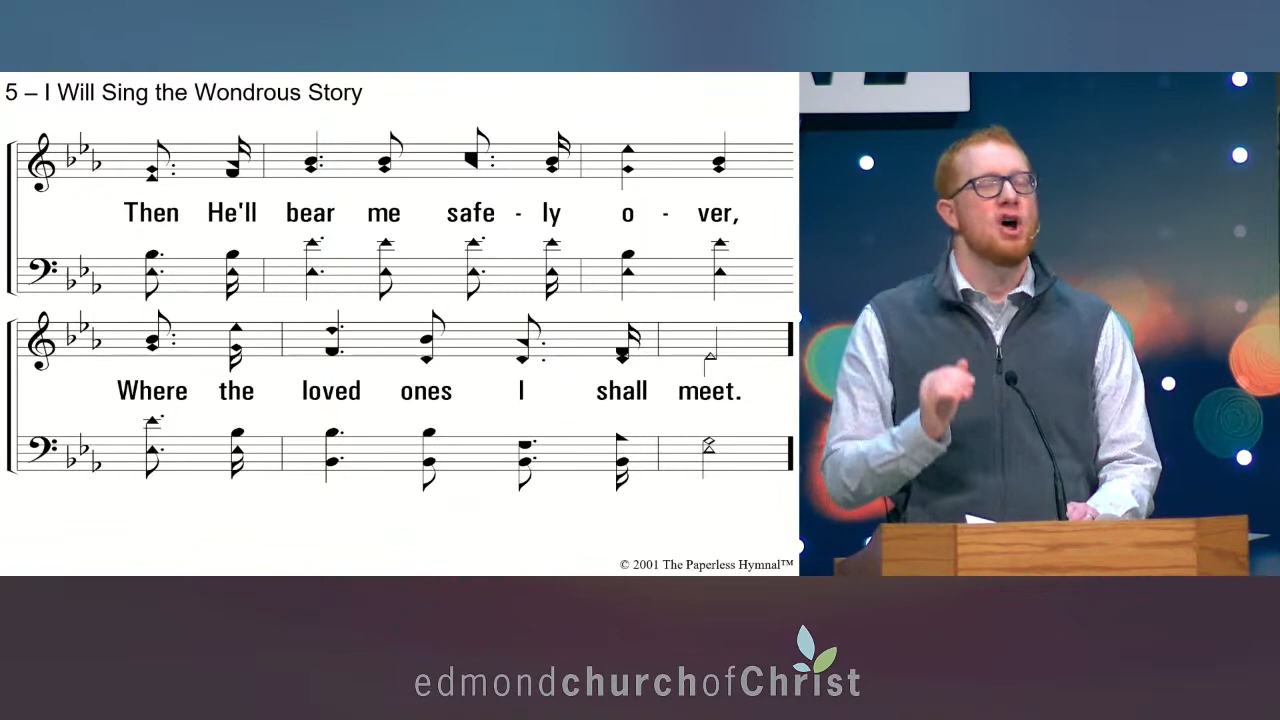 5 – I Will Sing the Wondrous Story
Then He'll bear me safe - ly o - ver,
Where the loved ones I shall meet.
© 2001 The Paperless Hymnal™
edmondchurchofChrist